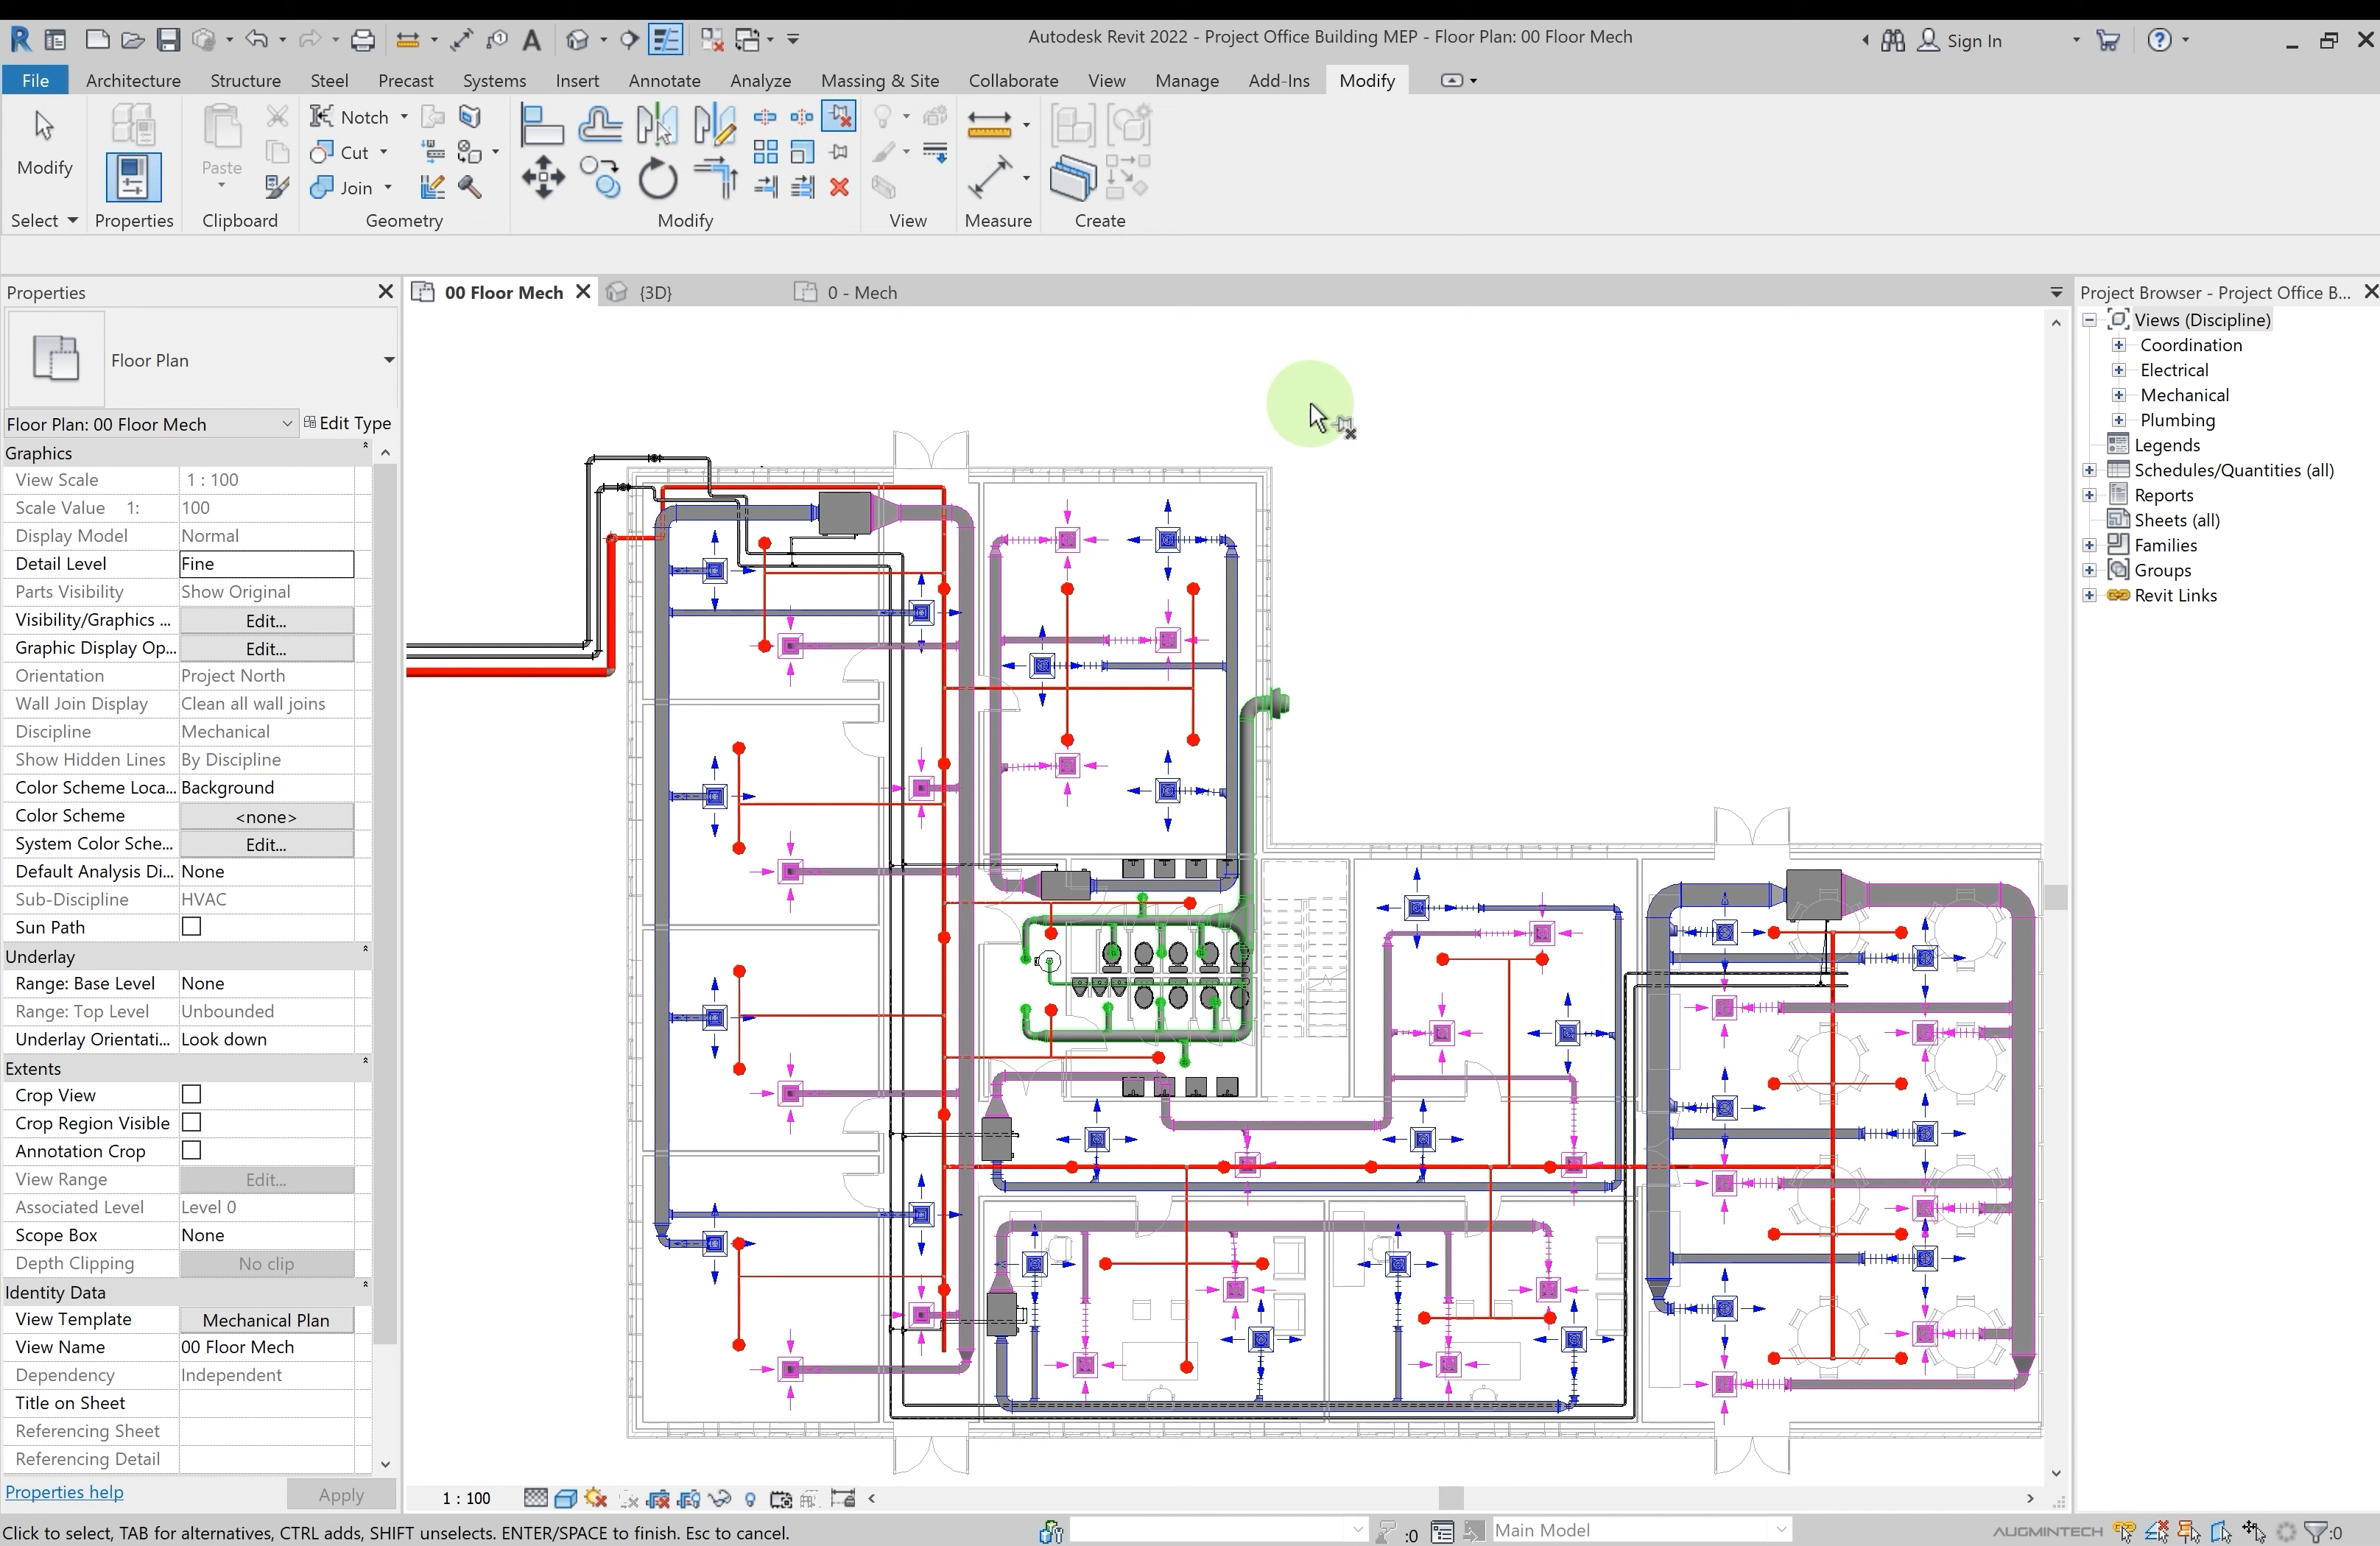 Autodesk Revit 2022 - Project Office Building MEP - Floor Plan: 00 Floor Mech
Sign In
File Architecture Structure Steel Precast Systems Insert Annotate Analyze Massing & Site Collaborate View Manage Add-Ins Modify
Modify
Paste
Notch
Cut
Join
Select Properties Clipboard Geometry Modify View Measure Create
Properties
00 Floor Mech {3D} 0 - Mech
Project Browser - Project Office B...
Floor Plan
Floor Plan: 00 Floor Mech Edit Type
Graphics
View Scale 1 : 100
Scale Value 1: 100
Display Model Normal
Detail Level Fine
Parts Visibility Show Original
Visibility/Graphics ... Edit...
Graphic Display Op... Edit...
Orientation Project North
Wall Join Display Clean all wall joins
Discipline Mechanical
Show Hidden Lines By Discipline
Color Scheme Loca... Background
Color Scheme <none>
System Color Sche... Edit...
Default Analysis Di... None
Sub-Discipline HVAC
Sun Path
Underlay
Range: Base Level None
Range: Top Level Unbounded
Underlay Orientati... Look down
Extents
Crop View
Crop Region Visible
Annotation Crop
View Range Edit...
Associated Level Level 0
Scope Box None
Depth Clipping No clip
Identity Data
View Template Mechanical Plan
View Name 00 Floor Mech
Dependency Independent
Title on Sheet
Referencing Sheet
Referencing Detail
Properties help Apply
Views (Discipline)
Coordination
Electrical
Mechanical
Plumbing
Legends
Schedules/Quantities (all)
Reports
Sheets (all)
Families
Groups
Revit Links
1 : 100
Click to select, TAB for alternatives, CTRL adds, SHIFT unselects. ENTER/SPACE to finish. Esc to cancel.
:0
Main Model
AUGMINTECH
:0